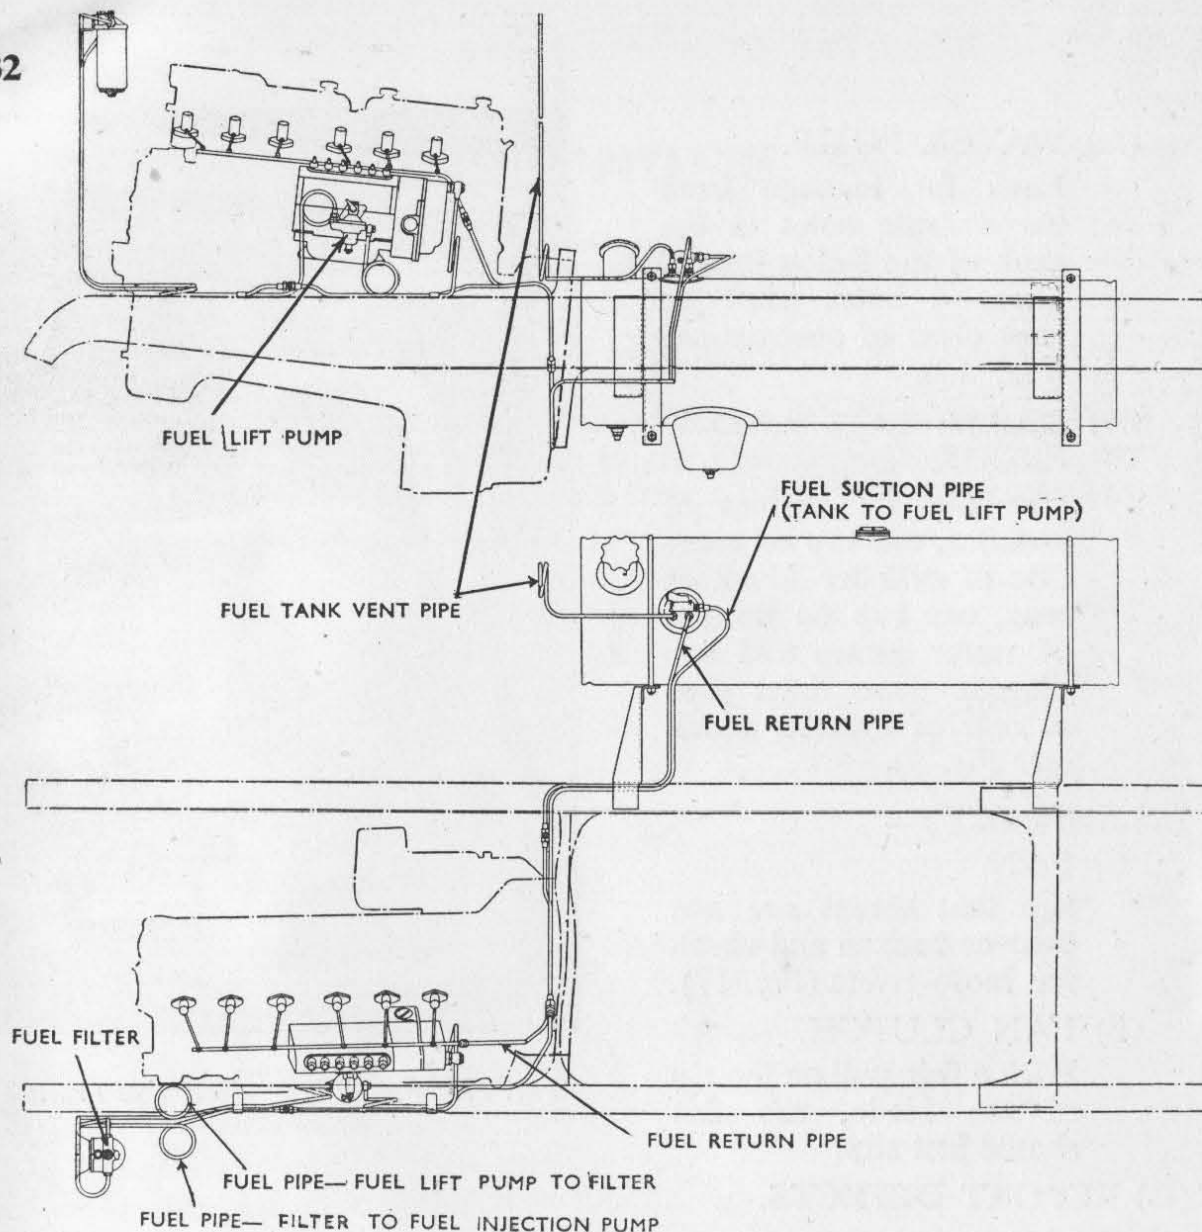 FUEL LIFT PUMP
FUEL SUCTION PIPE
(TANK TO FUEL LIFT PUMP)
FUEL TANK VENT PIPE
FUEL RETURN PIPE
FUEL FILTER
FUEL RETURN PIPE
FUEL PIPE— FUEL LIFT PUMP TO FILTER
FUEL PIPE— FILTER TO FUEL INJECTION PUMP